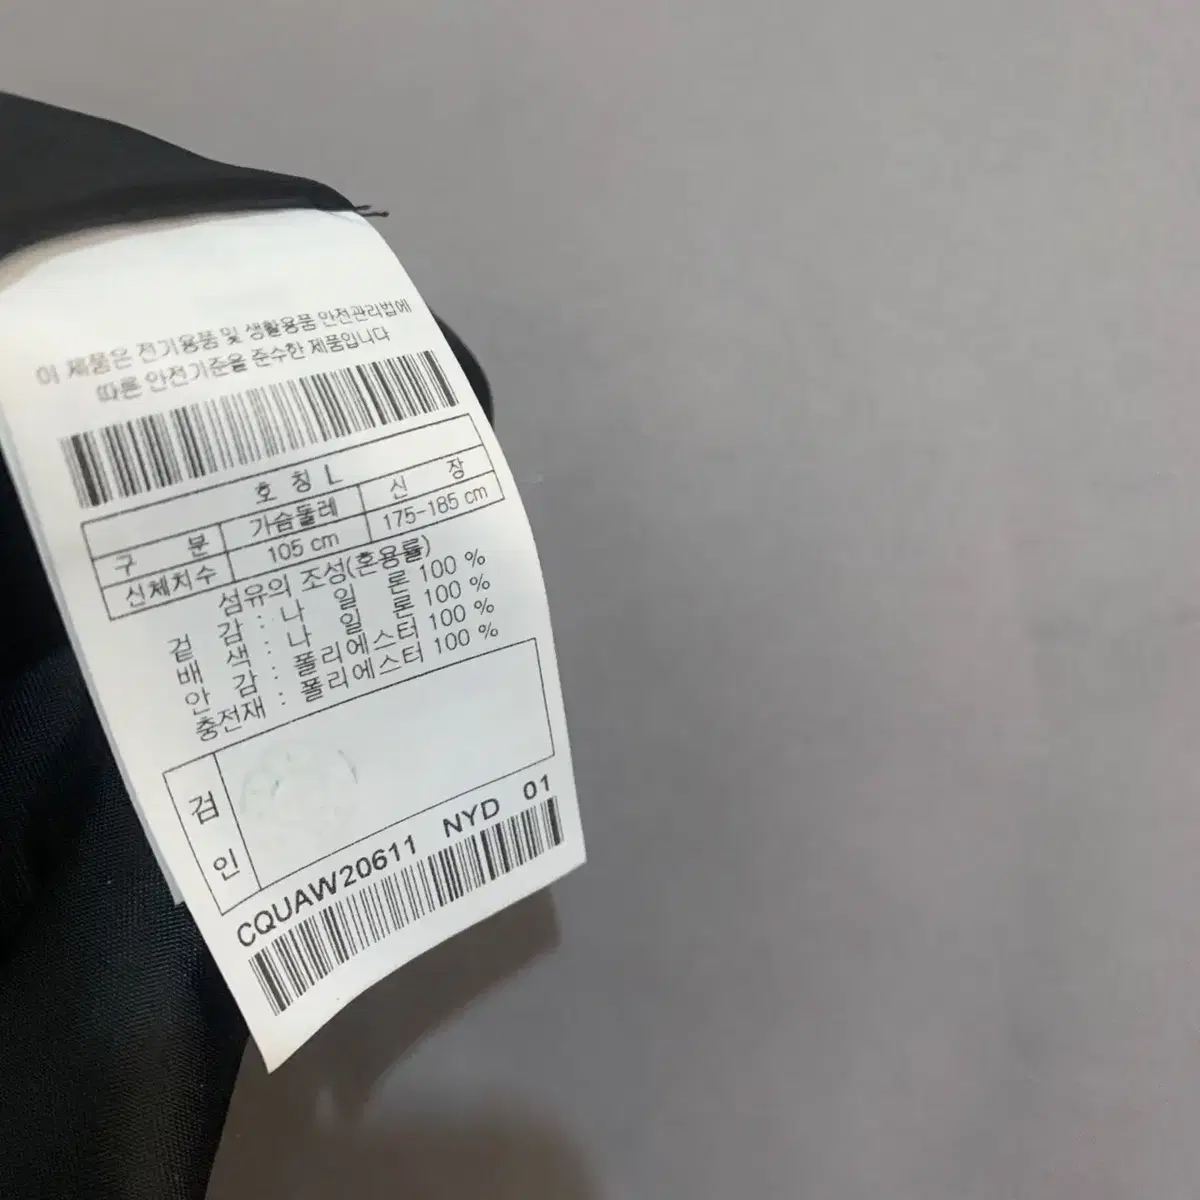 이 제품은 전기용품 및 생활용품 안전관리법에
따른 안전기준을 준수한 제품입니다
호 칭 L
구 분 가슴둘레 신 장
신체치수 105 cm 175-185 cm
섬유의 조성(혼용률)
겉 감 : 나 일 론 100 %
배 색 : 나 일 론 100 %
안 감 : 폴리에스터 100 %
충전재 : 폴리에스터 100 %
검 인
CQUAW20611 NYD 01